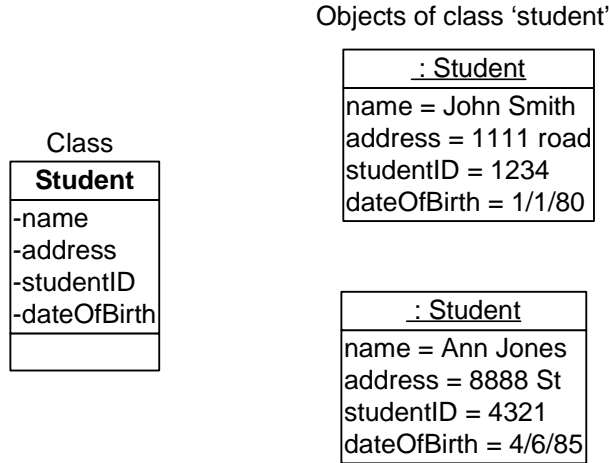 Objects of class ‘student’
Class
Student
-name
-address
-studentID
-dateOfBirth
: Student
name = John Smith
address = 1111 road
studentID = 1234
dateOfBirth = 1/1/80
: Student
name = Ann Jones
address = 8888 St
studentID = 4321
dateOfBirth = 4/6/85